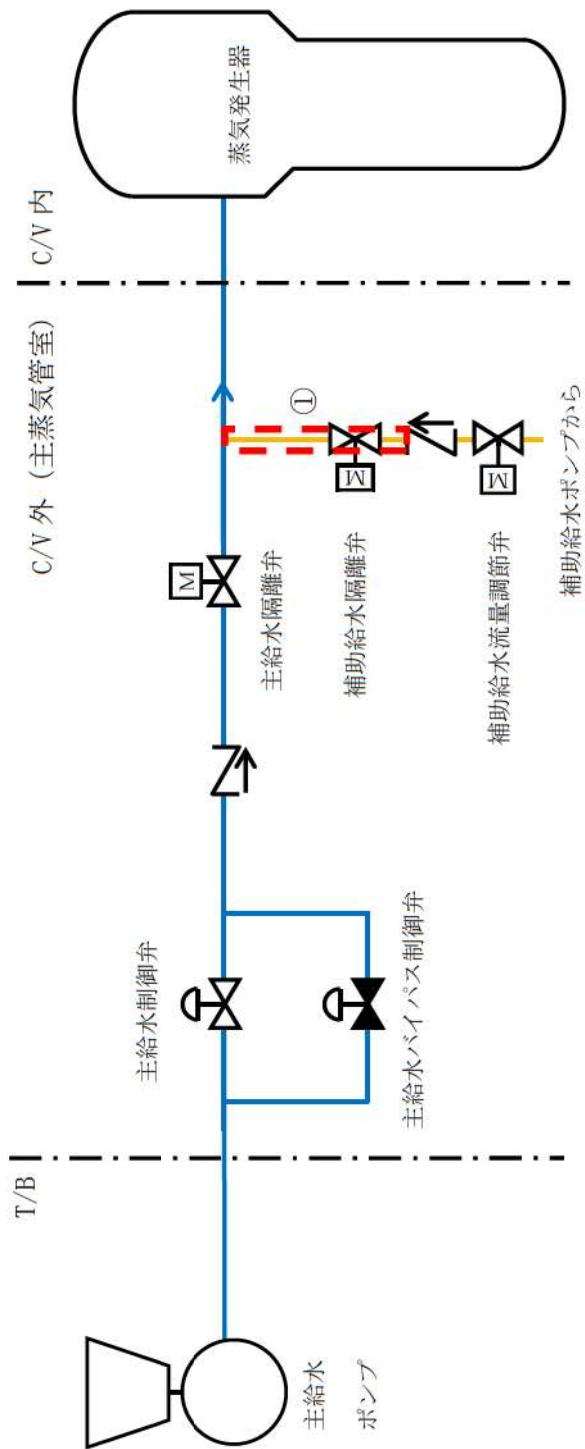 T/B
C/V 外 (主蒸気管室)
C/V 内
主給水
ポンプ
主給水制御弁
主給水バイパス制御弁
M
主給水隔離弁
①
M
補助給水隔離弁
M
補助給水流量調節弁
補助給水ポンプから
蒸気発生器